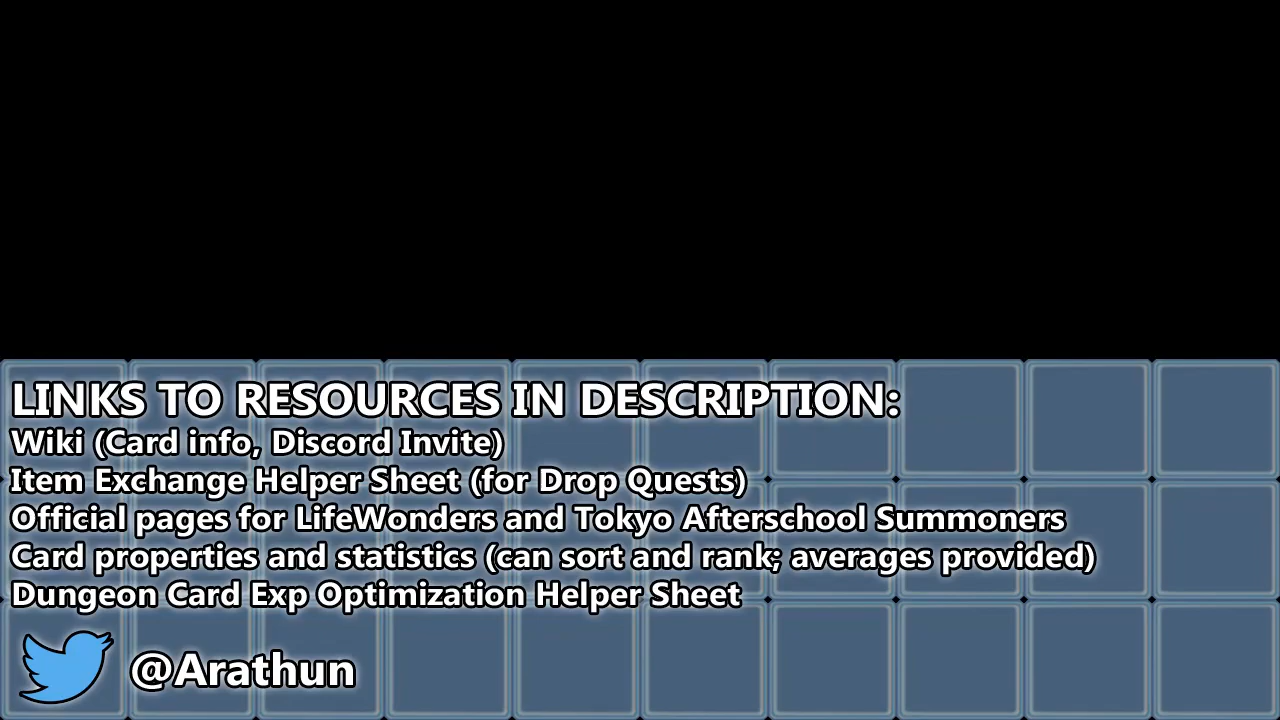 LINKS TO RESOURCES IN DESCRIPTION:
Wiki (Card info, Discord Invite)
Item Exchange Helper Sheet (for Drop Quests)
Official pages for LifeWonders and Tokyo Afterschool Summoners
Card properties and statistics (can sort and rank; averages provided)
Dungeon Card Exp Optimization Helper Sheet
@Arathun